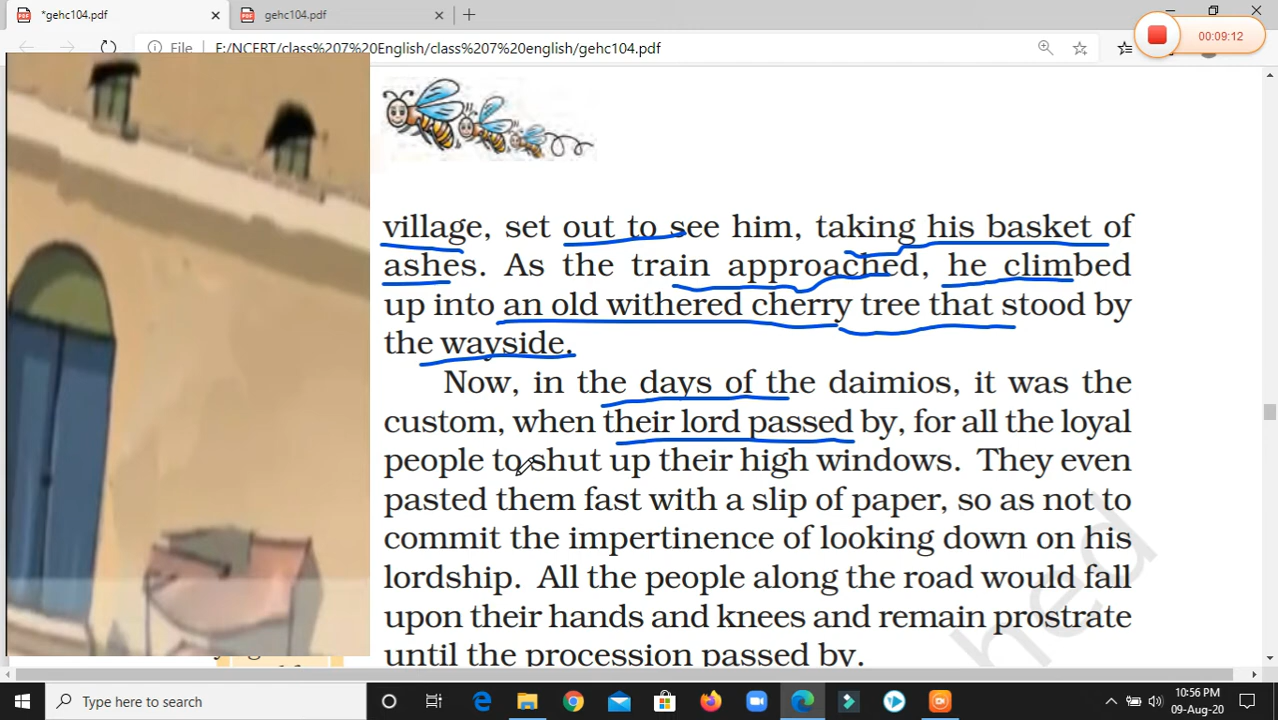 *gehc104.pdf
gehc104.pdf
File
F:/NCERT/class%207%20English/class%207%20english/gehc104.pdf
00:09:12
village, set out to see him, taking his basket of
ashes. As the train approached, he climbed
up into an old withered cherry tree that stood by
the wayside.
Now, in the days of the daimios, it was the
custom, when their lord passed by, for all the loyal
people to shut up their high windows. They even
pasted them fast with a slip of paper, so as not to
commit the impertinence of looking down on his
lordship. All the people along the road would fall
upon their hands and knees and remain prostrate
until the procession passed by.
hed
Type here to search
10:56 PM
09-Aug-20